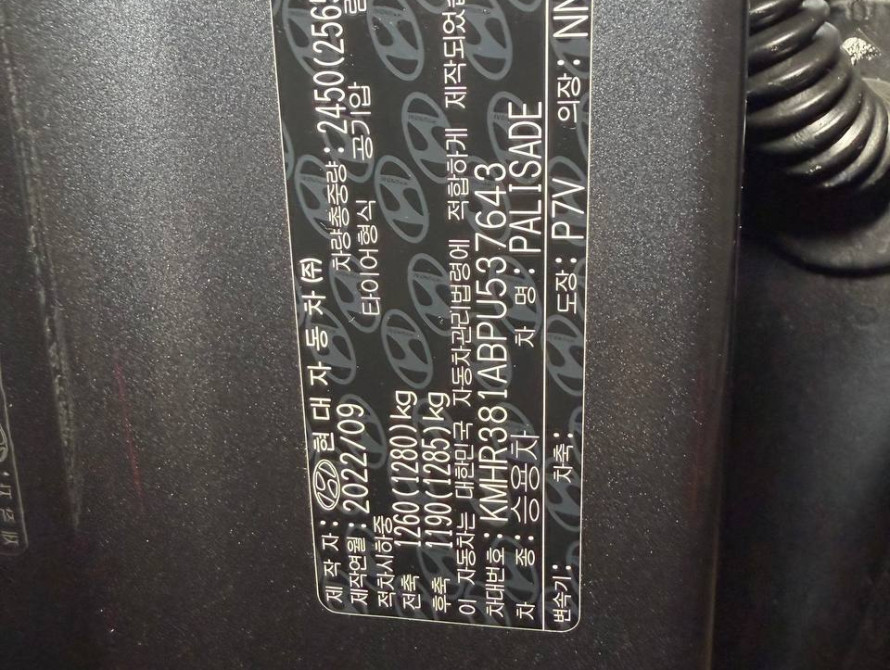 제 작 자 : 현 대 자 동 차 (주)
제작연월 : 2022/09 차량총중량 : 2450(2565
적차시하중 타이어형식 공기압
전축 1260(1280)kg
후축 1190(1285)kg
이 자동차는 대한민국 자동차관리법령에 적합하게 제작되었
차대번호 : KMHR381ABPU537643
차 종 : 승용차 차 명 : PALISADE
변속기 : 차축 : 도장 : P7V 의장 : NN